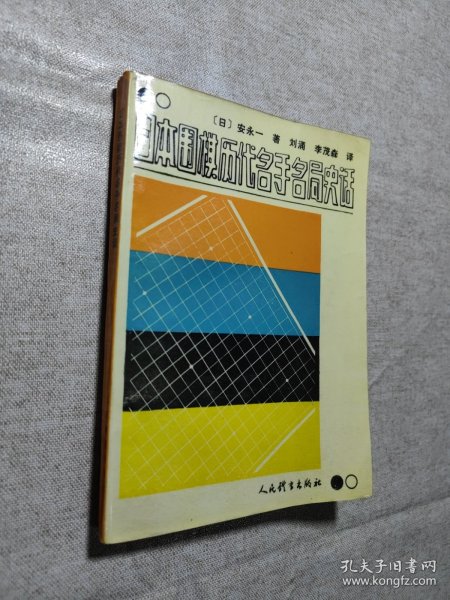 〔日〕安永一 著 刘涌 李茂森 译
日本围棋历代名手名局史话
人民体育出版社
孔夫子旧书网
www.kongfz.com